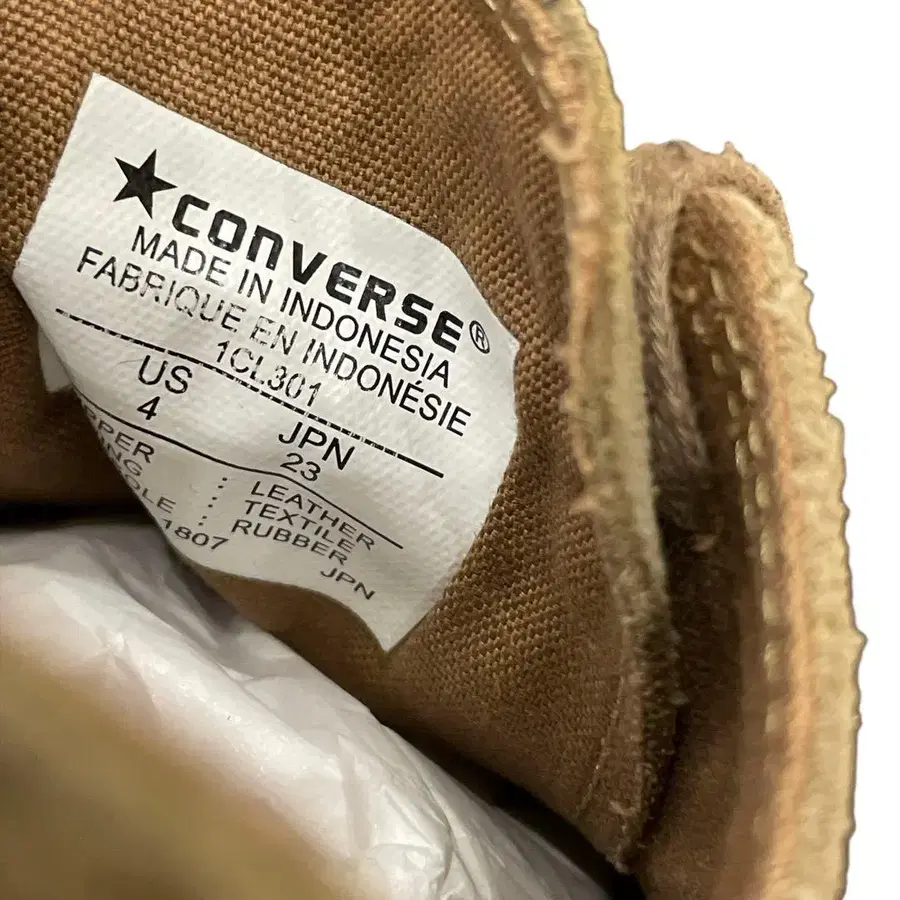 ★CONVERSE®
MADE IN INDONESIA
FABRIQUE EN INDONÉSIE
1CL301
US JPN
4 23
LEATHER
TEXTILE
RUBBER
1807 JPN